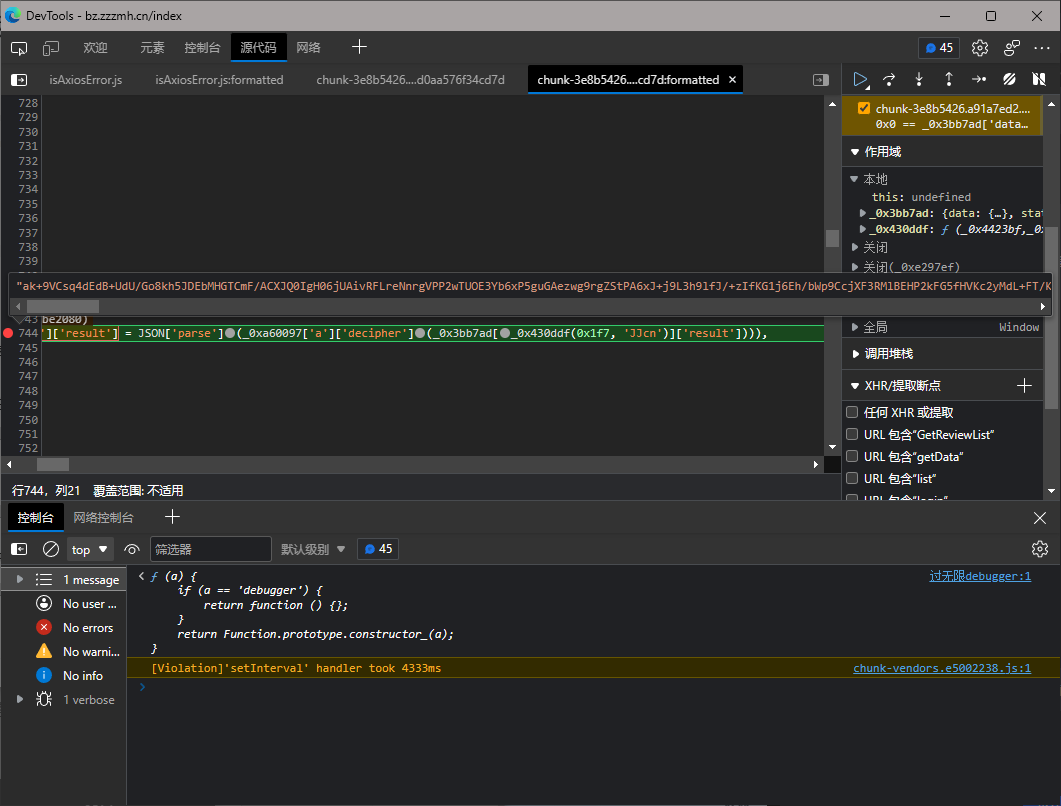 DevTools - bz.zzzmh.cn/index
欢迎 元素 控制台 源代码 网络 45
isAxiosError.js isAxiosError.js:formatted chunk-3e8b5426....d0aa576f34cd7d chunk-3e8b5426....cd7d:formatted
728
729
730
731
732
733
734
735
736
737
738
739
"ak+9VCsq4dEdB+UdU/Go8kh5JDEbMHGTCmF/ACXJQ0IgH06jUAivRFLreNnrgVPP2wTUOE3Yb6xP5guGAezwg9rgZStPA6xJ+j9L3h9lfJ/+zIfKG1j6Eh/bWp9CcjXF3RMlBEHP2kFG5fHVKc2yMdL+FT/K
be2080)
744 ']['result'] = JSON['parse'](_0xa60097['a']['decipher'](_0x3bb7ad[_0x430ddf(0x1f7, 'JJcn')]['result']))),
745
746
747
748
749
750
751
752
行744，列21 覆盖范围: 不适用
chunk-3e8b5426.a91a7ed2....
0x0 == _0x3bb7ad['data…
作用域
本地
this: undefined
_0x3bb7ad: {data: {…}, sta
_0x430ddf: ƒ (_0x4423bf,_0x
关闭
关闭(_0xe297ef)
全局 Window
调用堆栈
XHR/提取断点
任何 XHR 或提取
URL 包含"GetReviewList"
URL 包含"getData"
URL 包含"list"
URL 包含"login"
控制台 网络控制台
top 筛选器 默认级别 45
1 message
No user ...
No errors
No warni...
No info
1 verbose
ƒ (a) { 过无限debugger:1
if (a == 'debugger') {
return function () {};
}
return Function.prototype.constructor_(a);
}
[Violation]'setInterval' handler took 4333ms chunk-vendors.e5002238.js:1